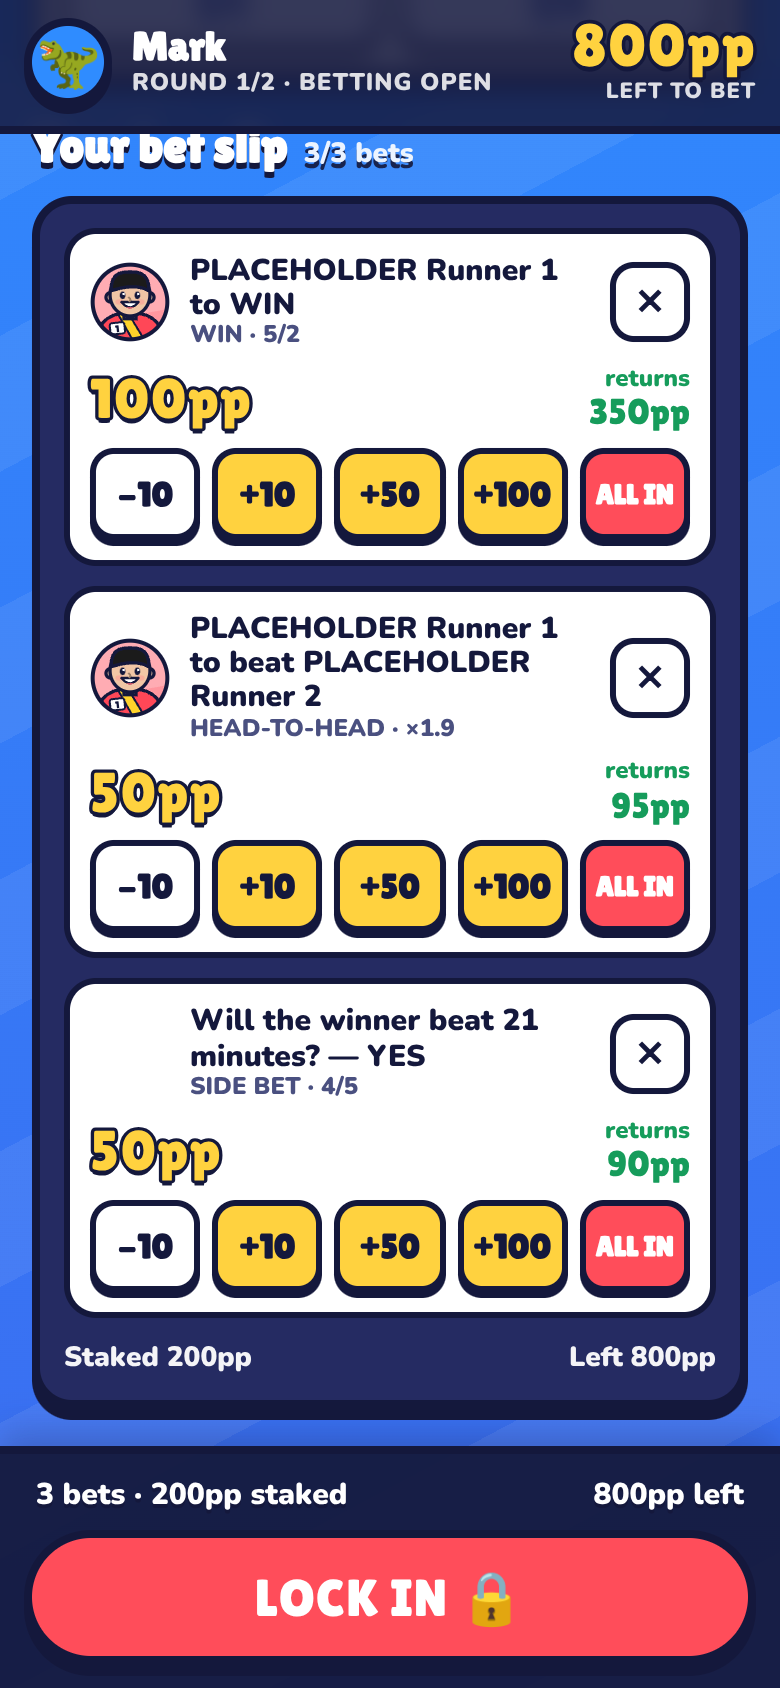 Mark
ROUND 1/2 · BETTING OPEN
800pp
LEFT TO BET
Your bet slip 3/3 bets
PLACEHOLDER Runner 1
to WIN
WIN · 5/2
×
100pp
returns
350pp
−10 +10 +50 +100 ALL IN
PLACEHOLDER Runner 1
to beat PLACEHOLDER
Runner 2
HEAD-TO-HEAD · ×1.9
×
50pp
returns
95pp
−10 +10 +50 +100 ALL IN
Will the winner beat 21
minutes? — YES
SIDE BET · 4/5
×
50pp
returns
90pp
−10 +10 +50 +100 ALL IN
Staked 200pp Left 800pp
3 bets · 200pp staked 800pp left
LOCK IN 🔒